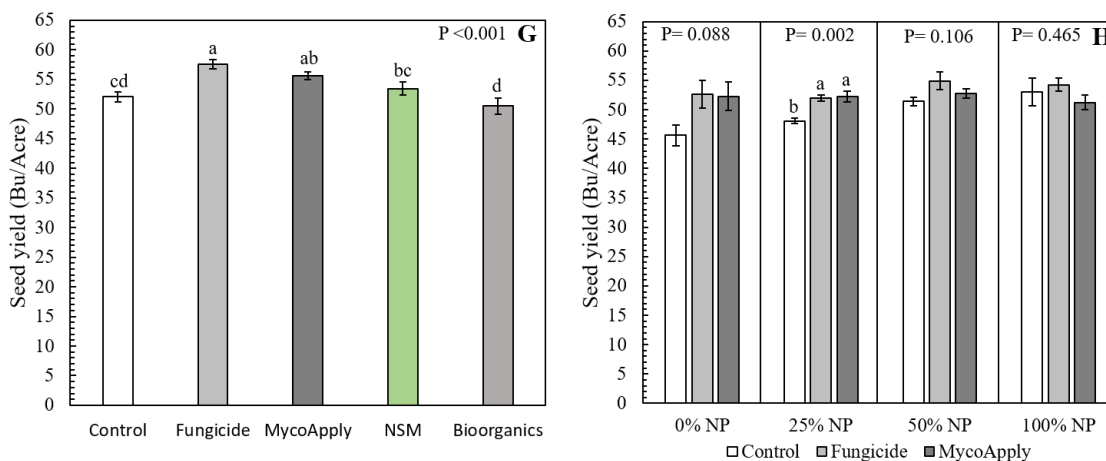 P <0.001 G
65
60
55
50
45
40
35
30
25
20
15
10
5
0
Seed yield (Bu/Acre)
cd
a
ab
bc
d
Control Fungicide MycoApply NSM Bioorganics
P= 0.088 P= 0.002 P= 0.106 P= 0.465 H
65
60
55
50
45
40
35
30
25
20
15
10
5
0
Seed yield (Bu/Acre)
b a a
0% NP 25% NP 50% NP 100% NP
Control Fungicide MycoApply